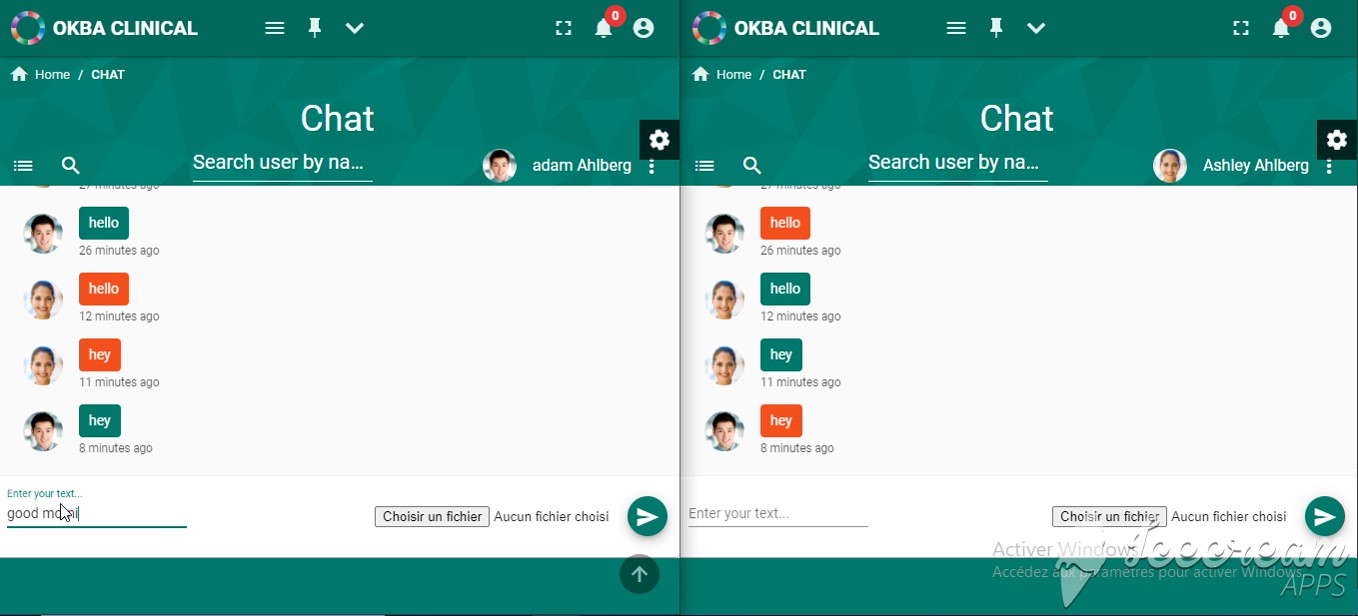 OKBA CLINICAL
0
Home / CHAT
Chat
Search user by na...
adam Ahlberg
27 minutes ago
hello
26 minutes ago
hello
12 minutes ago
hey
11 minutes ago
hey
8 minutes ago
Enter your text...
good morni
Choisir un fichier Aucun fichier choisi
OKBA CLINICAL
0
Home / CHAT
Chat
Search user by na...
Ashley Ahlberg
27 minutes ago
hello
26 minutes ago
hello
12 minutes ago
hey
11 minutes ago
hey
8 minutes ago
Enter your text...
Choisir un fichier Aucun fichier choisi
Activer Windows
Accédez aux paramètres pour activer Windows.
Icecream
APPS